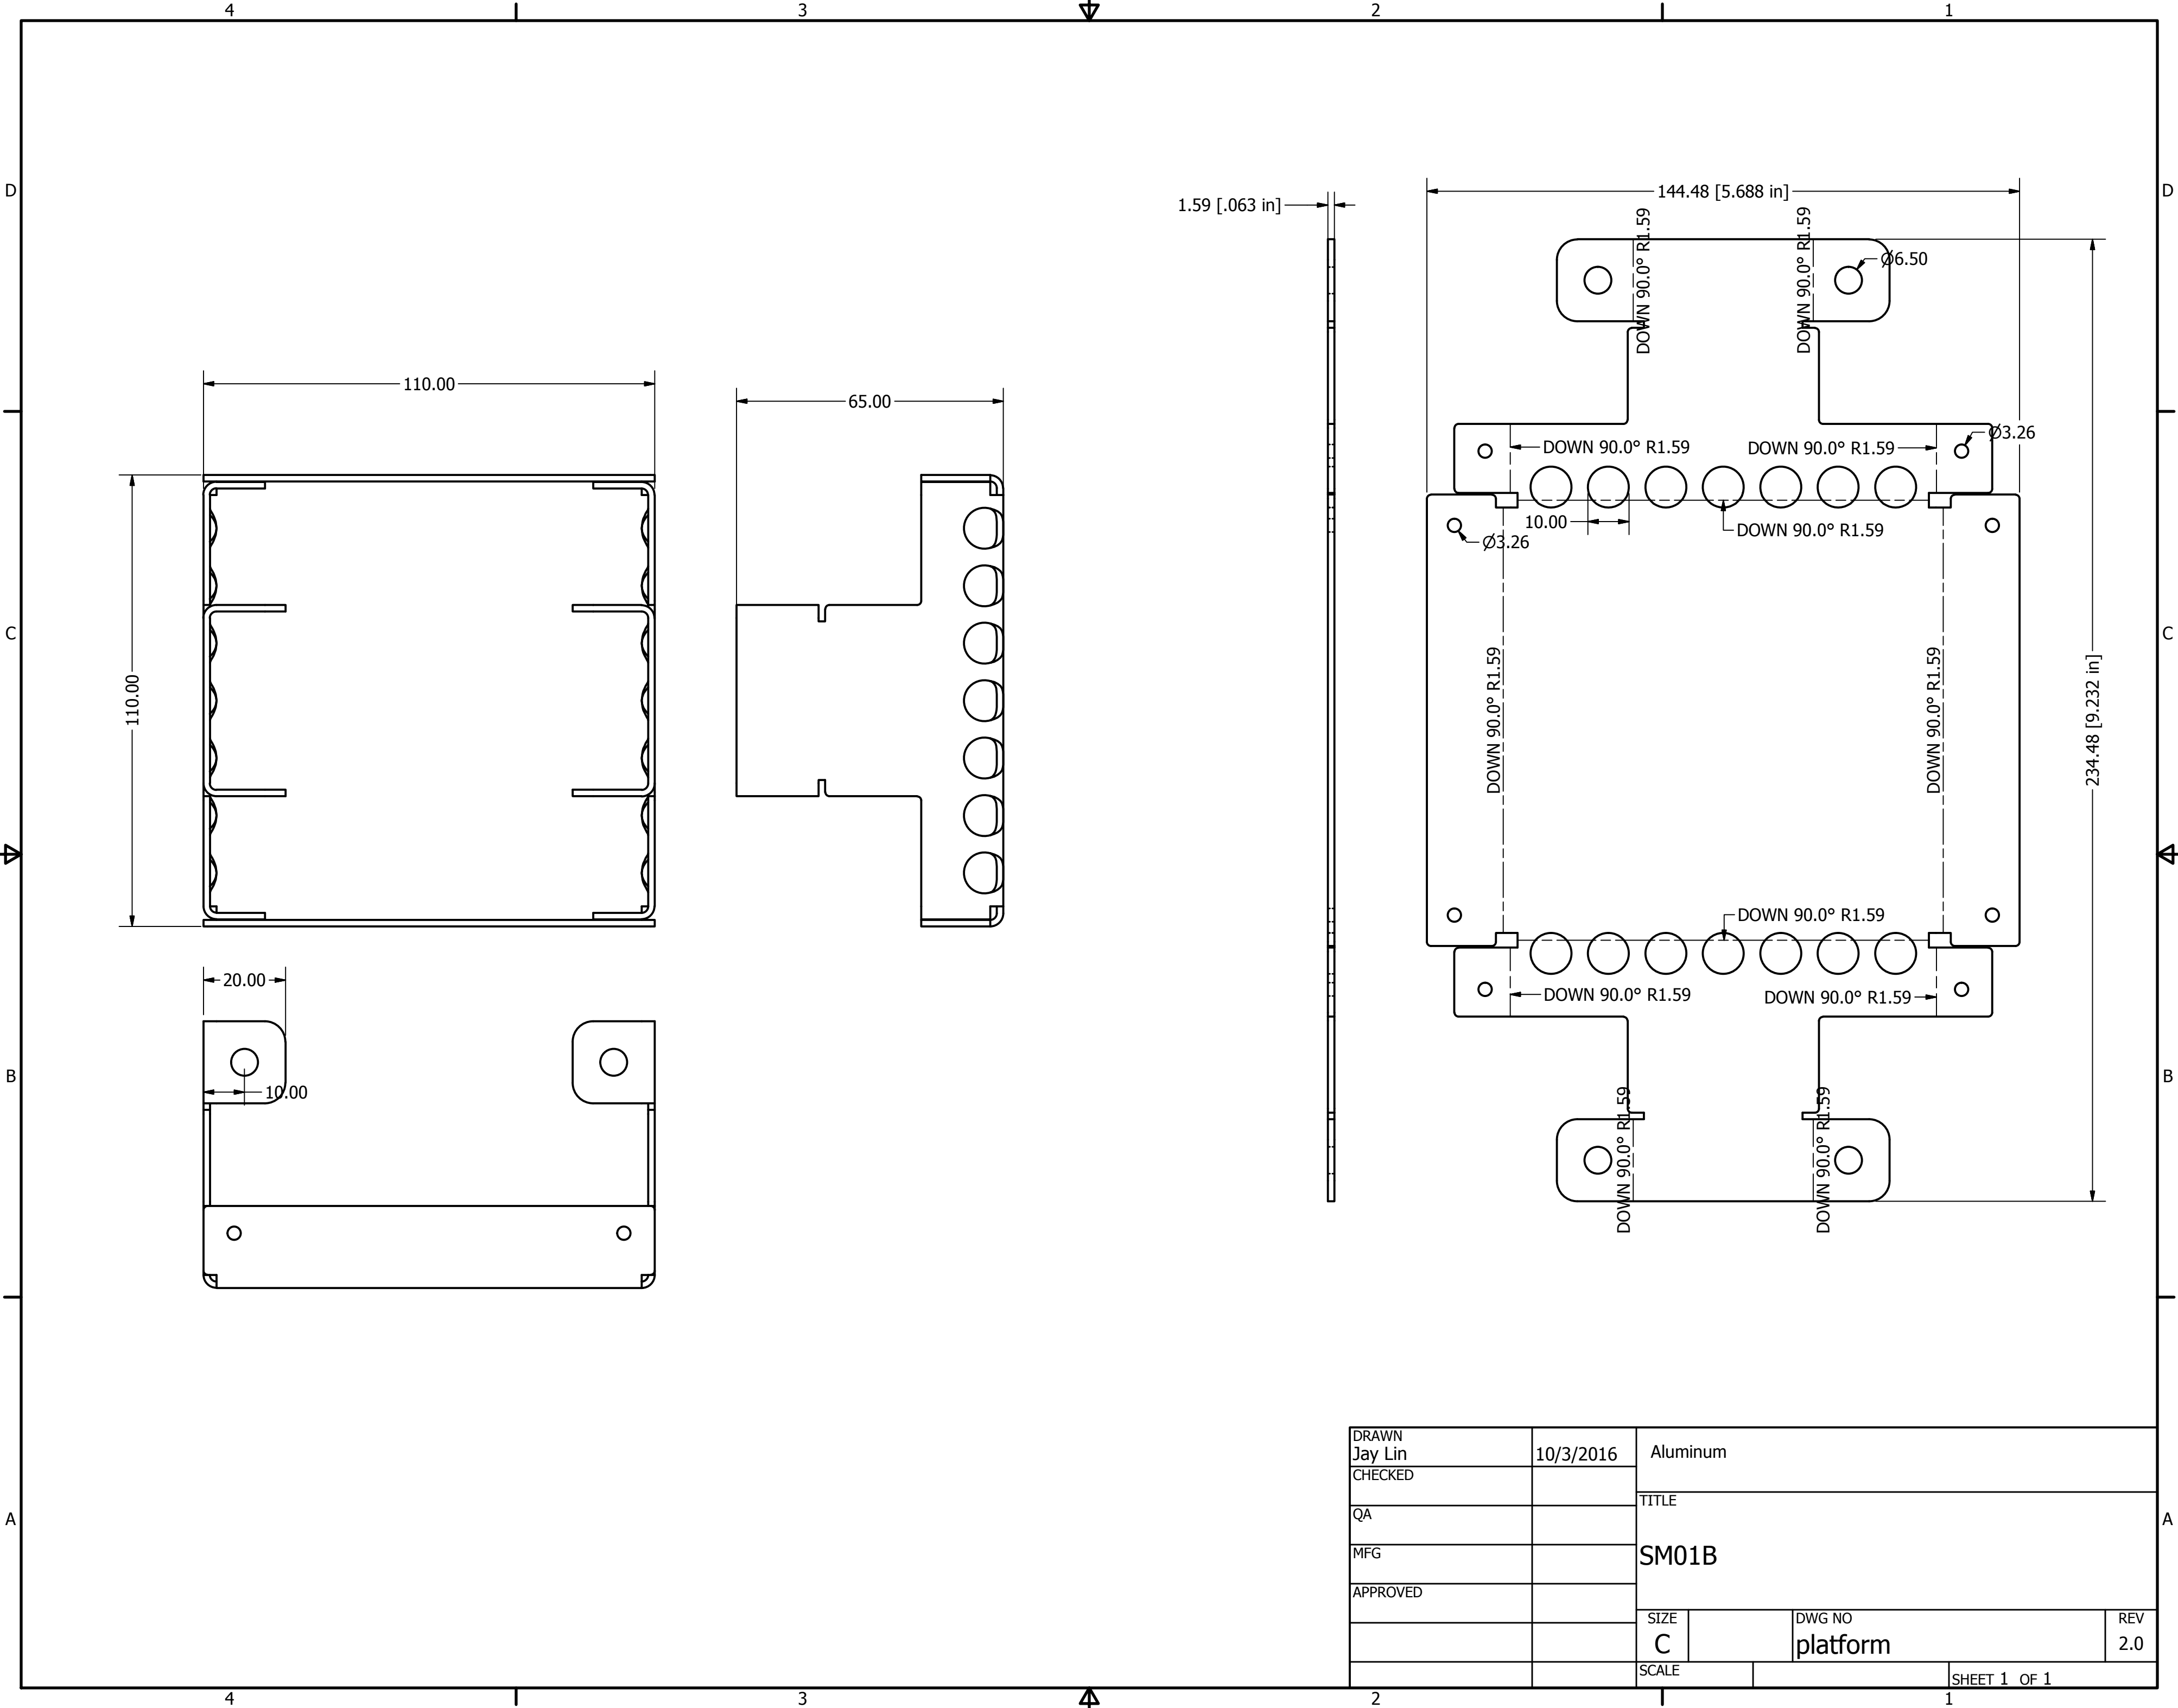 4
3
2
1
D
D
144.48 [5.688 in]
1.59 [.063 in]
DOWN 90.0° R1.59
DOWN 90.0° R1.59
Ø6.50
110.00
65.00
Ø3.26
DOWN 90.0° R1.59
DOWN 90.0° R1.59
10.00
DOWN 90.0° R1.59
Ø3.26
C
C
110.00
DOWN 90.0° R1.59
DOWN 90.0° R1.59
234.48 [9.232 in]
DOWN 90.0° R1.59
20.00
DOWN 90.0° R1.59
DOWN 90.0° R1.59
B
B
10.00
DOWN 90.0° R1.59
DOWN 90.0° R1.59
DRAWN
Jay Lin
10/3/2016
Aluminum
CHECKED
TITLE
QA
A
A
MFG
SM01B
APPROVED
SIZE
DWG NO
REV
C
platform
2.0
SCALE
SHEET 1 OF 1
4
3
2
1